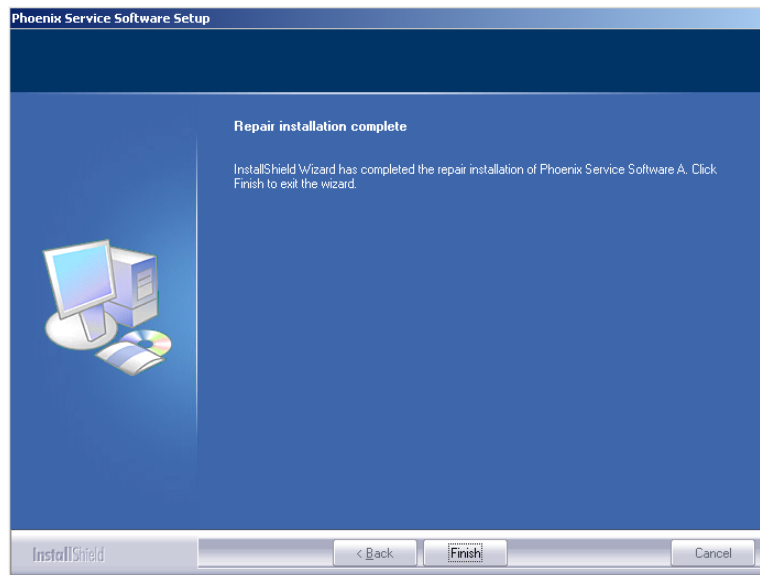 Phoenix Service Software Setup
Repair installation complete
InstallShield Wizard has completed the repair installation of Phoenix Service Software A. Click
Finish to exit the wizard.
InstallShield
< Back
Finish
Cancel